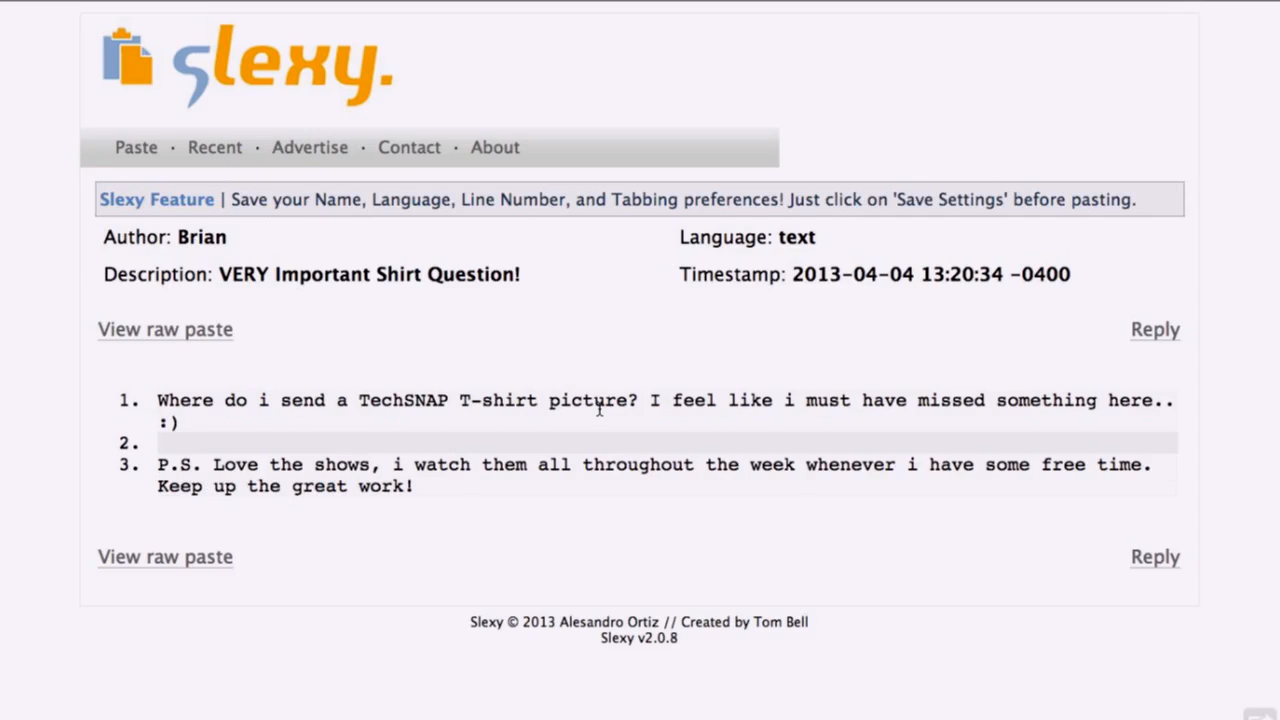 slexy.
Paste · Recent · Advertise · Contact · About
Slexy Feature | Save your Name, Language, Line Number, and Tabbing preferences! Just click on 'Save Settings' before pasting.
Author: Brian
Language: text
Description: VERY Important Shirt Question!
Timestamp: 2013-04-04 13:20:34 -0400
View raw paste
Reply
1. Where do i send a TechSNAP T-shirt picture? I feel like i must have missed something here..
:)
2.
3. P.S. Love the shows, i watch them all throughout the week whenever i have some free time.
Keep up the great work!
View raw paste
Reply
Slexy © 2013 Alesandro Ortiz // Created by Tom Bell
Slexy v2.0.8